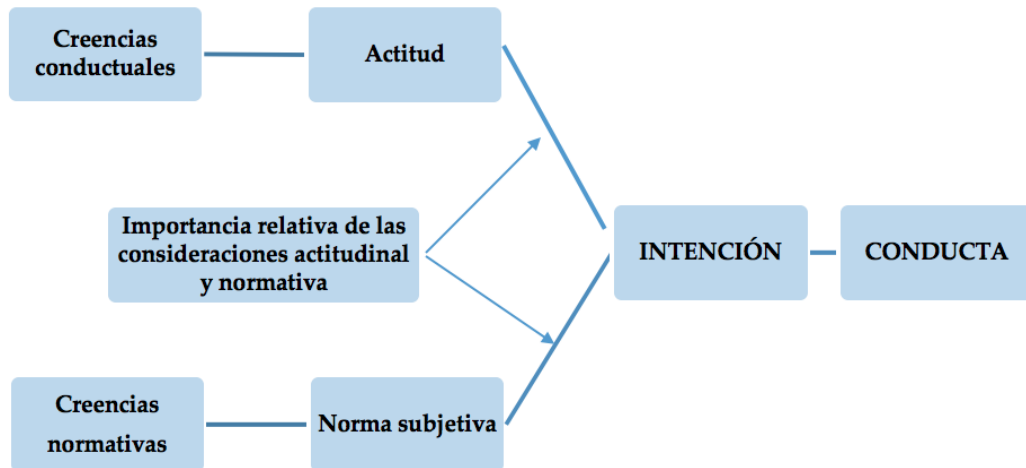 Creencias
conductuales
Actitud
Importancia relativa de las
consideraciones actitudinal
y normativa
INTENCIÓN
CONDUCTA
Creencias
normativas
Norma subjetiva